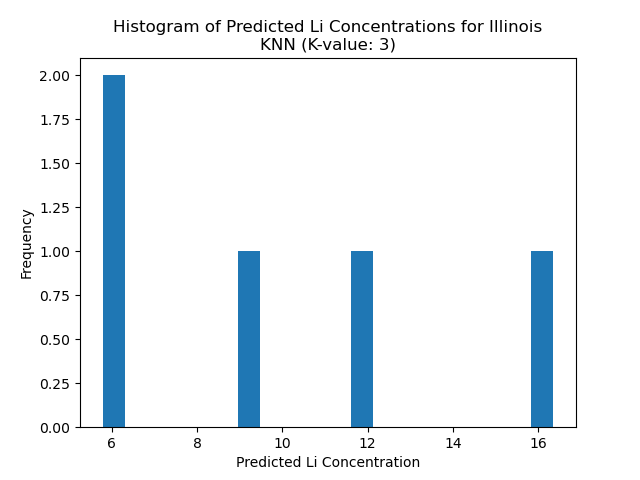 Histogram of Predicted Li Concentrations for Illinois
KNN (K-value: 3)
2.00
1.75
1.50
1.25
1.00
0.75
0.50
0.25
0.00
Frequency
6 8 10 12 14 16
Predicted Li Concentration